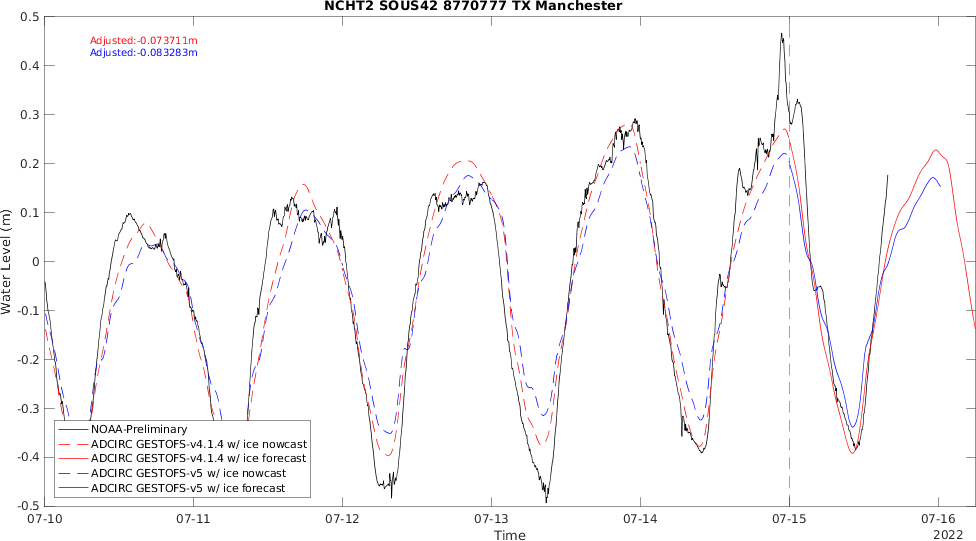 NCHT2 SOUS42 8770777 TX Manchester
Adjusted:-0.073711m
Adjusted:-0.083283m
Water Level (m)
0.5
0.4
0.3
0.2
0.1
0
-0.1
-0.2
-0.3
-0.4
-0.5
NOAA-Preliminary
ADCIRC GESTOFS-v4.1.4 w/ ice nowcast
ADCIRC GESTOFS-v4.1.4 w/ ice forecast
ADCIRC GESTOFS-v5 w/ ice nowcast
ADCIRC GESTOFS-v5 w/ ice forecast
07-10 07-11 07-12 07-13 07-14 07-15 07-16
Time
2022